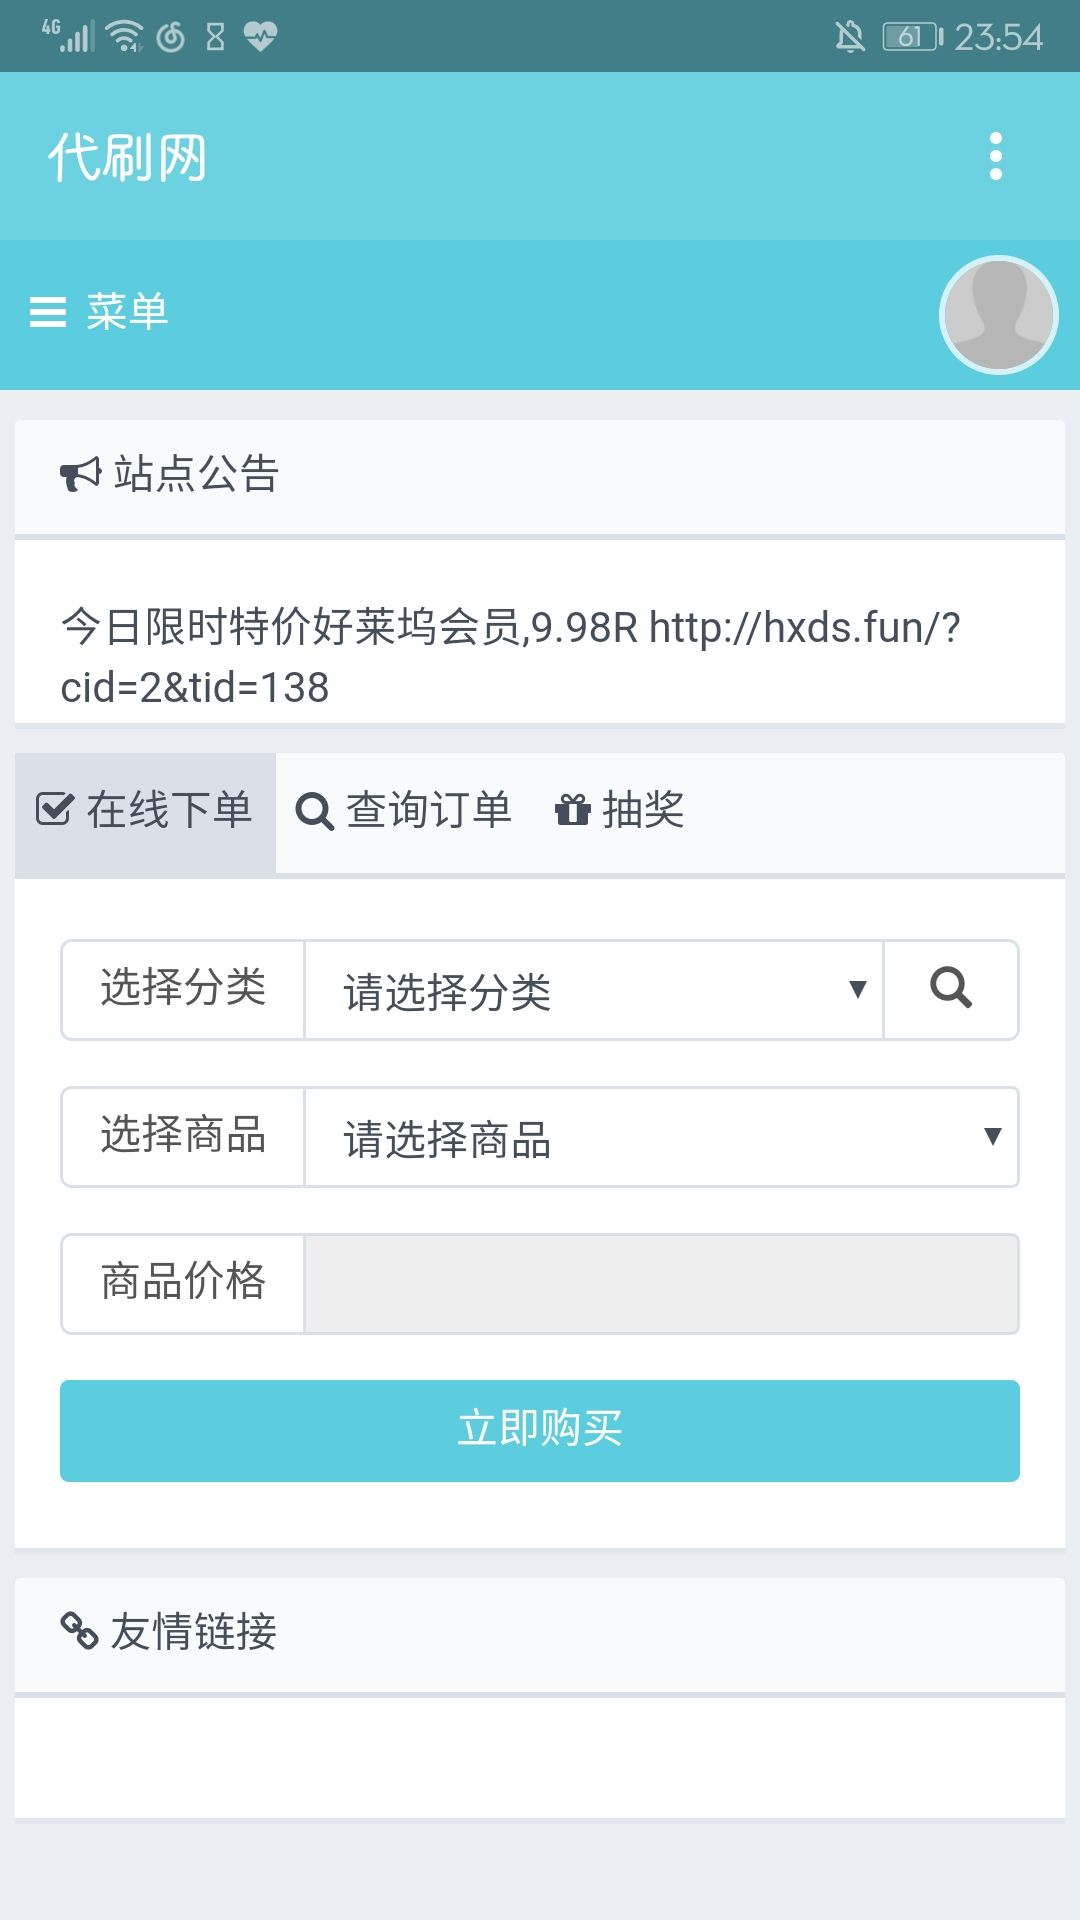 4G 61 23:54
代刷网
菜单
站点公告
今日限时特价好莱坞会员,9.98R http://hxds.fun/?
cid=2&tid=138
在线下单 查询订单 抽奖
选择分类 请选择分类
选择商品 请选择商品
商品价格
立即购买
友情链接